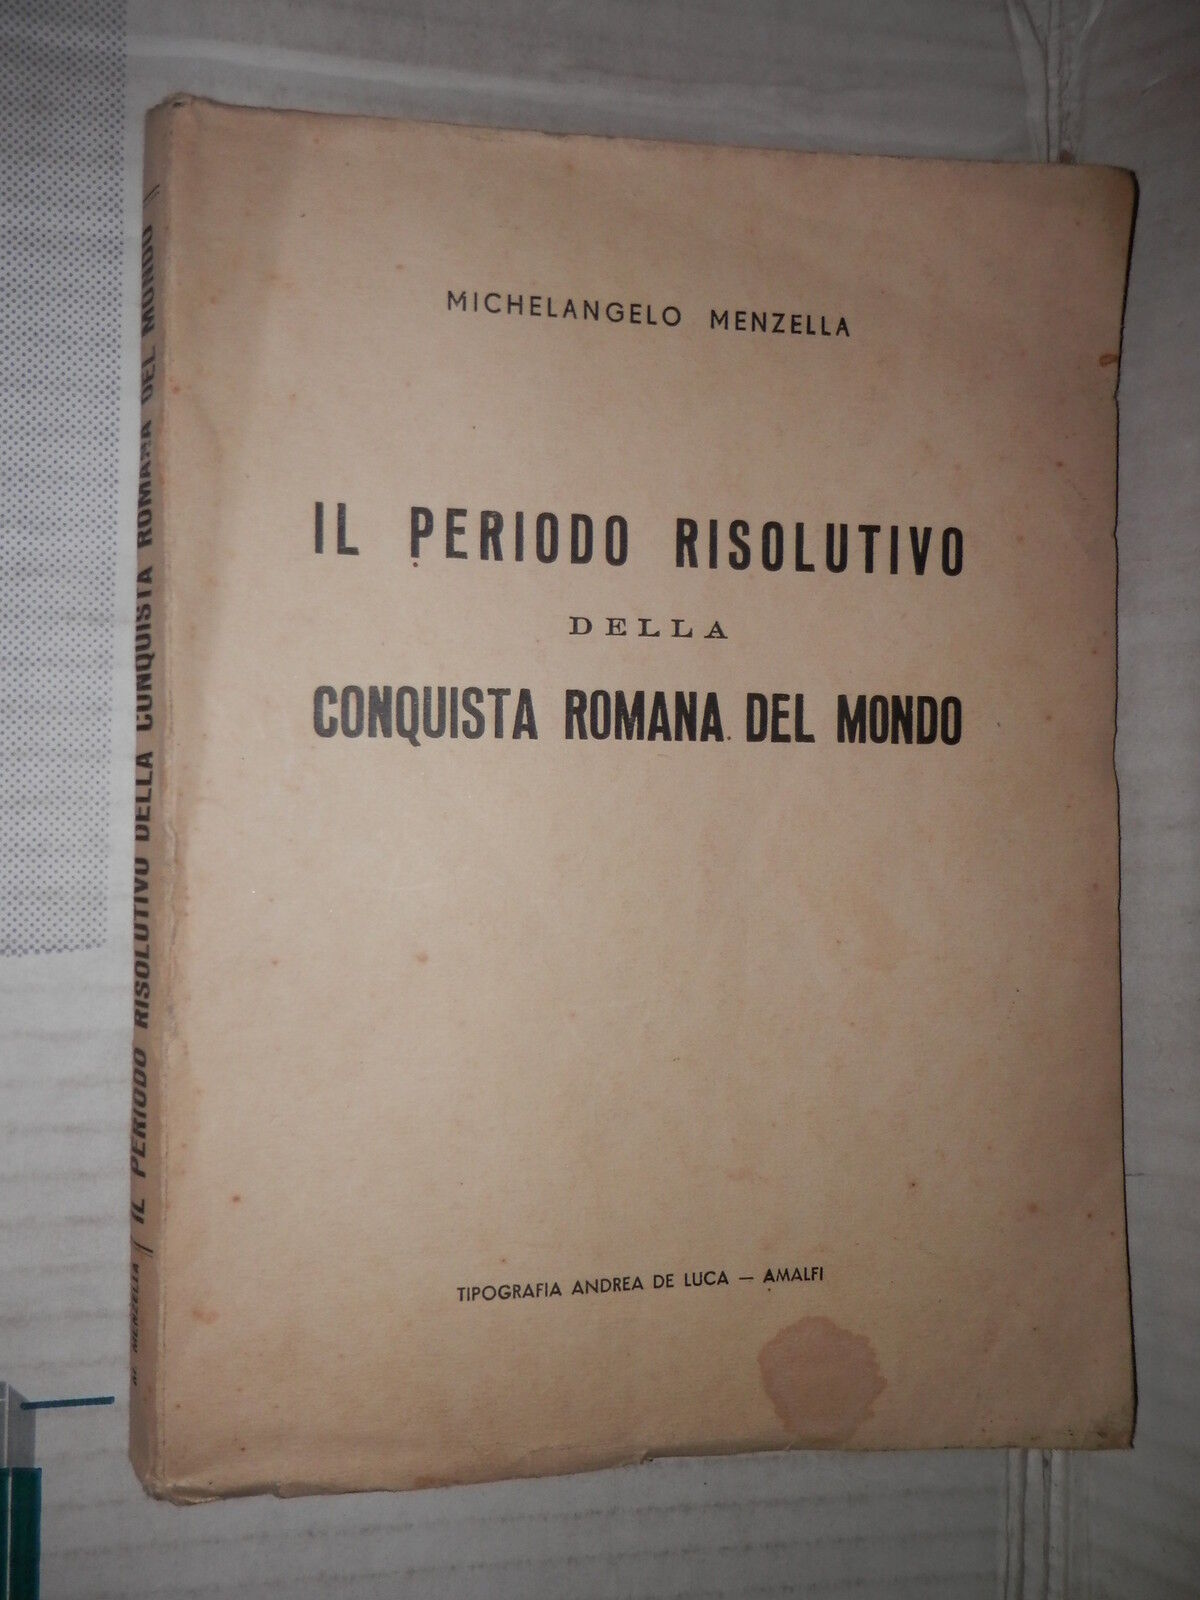 MICHELANGELO MENZELLA
IL PERIODO RISOLUTIVO
DELLA
CONQUISTA ROMANA DEL MONDO
TIPOGRAFIA ANDREA DE LUCA — AMALFI
M. MENZELLA // IL PERIODO RISOLUTIVO DELLA CONQUISTA ROMANA DEL MONDO //